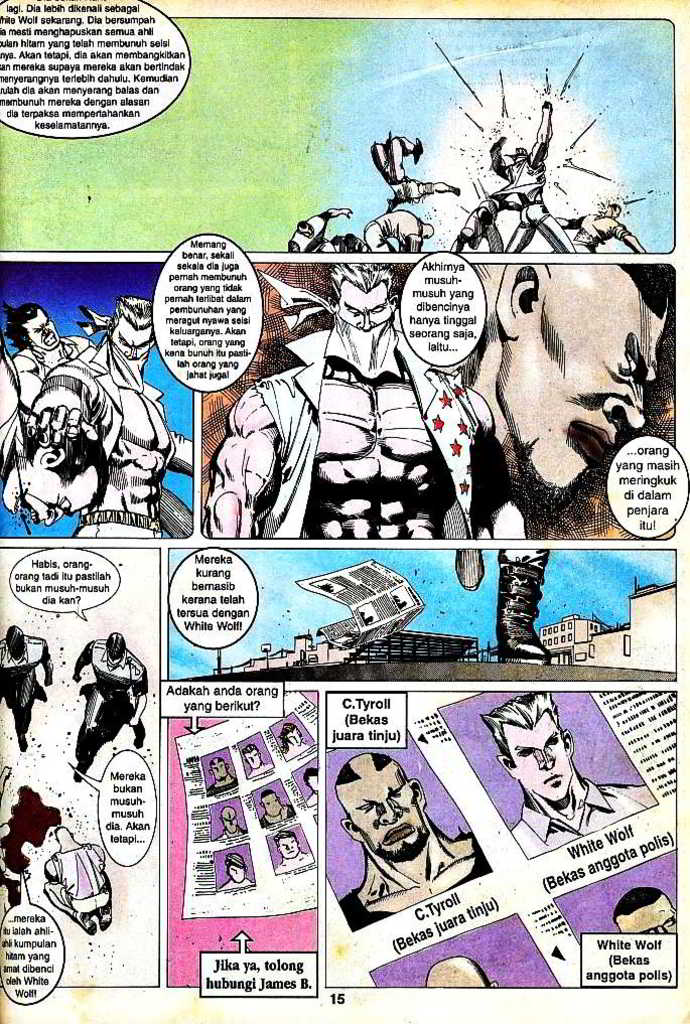 lagi. Dia lebih dikenali sebagai
White Wolf sekarang. Dia bersumpah
mesti menghapuskan semua ahli
hitam yang telah membunuh seisi
Akan tetapi, dia akan membangkitkan
mereka supaya mereka akan bertindak
menyerangnya terlebih dahulu. Kemudian
dia akan menyerang balas dan
membunuh mereka dengan alasan
dia terpaksa mempertahankan
keselamatannya.
Memang
benar, sekali
sekala dia juga
pernah membunuh
orang yang tidak
pernah terlibat dalam
pembunuhan yang
meragut nyawa seisi
keluarganya. Akan
tetapi, orang yang
kena bunuh itu pasti-
lah orang yang
jahat juga!
Akhirnya
musuh-
musuh yang
dibencinya
hanya tinggal
seorang saja,
iaitu...
...orang
yang masih
meringkuk
di dalam
penjara
itu!
Habis, orang-
orang tadi itu pastilah
bukan musuh-musuh
dia kan?
Mereka
bukan
musuh-
musuh
dia. Akan
tetapi...
...mereka
itu ialah ahli-
ahli kumpulan
hitam yang
amat dibenci
oleh White
Wolf!
Mereka
kurang
bernasib
kerana telah
tersua dengan
White Wolf!
Adakah anda orang
yang berikut?
Jika ya, tolong
hubungi James B.
C.Tyroll
(Bekas
juara tinju)
C.Tyroll
(Bekas juara tinju)
White Wolf
(Bekas anggota polis)
White Wolf
(Bekas
anggota polis)
15